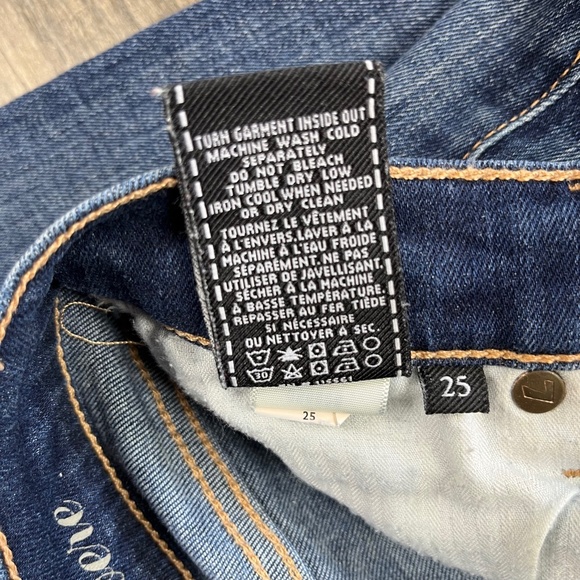 TURN GARMENT INSIDE OUT
MACHINE WASH COLD
SEPARATELY
DO NOT BLEACH
TUMBLE DRY LOW
IRON COOL WHEN NEEDED
OR DRY CLEAN
TOURNEZ LE VÊTEMENT
À L'ENVERS.LAVER À LA
MACHINE À L'EAU FROIDE
SÉPARÉMENT. NE PAS
UTILISER DE JAVELLISANT.
SÉCHER À LA MACHINE
À BASSE TEMPÉRATURE
REPASSER AU FER TIÈDE
SI NÉCESSAIRE
OU NETTOYER À SEC.
30
25
25